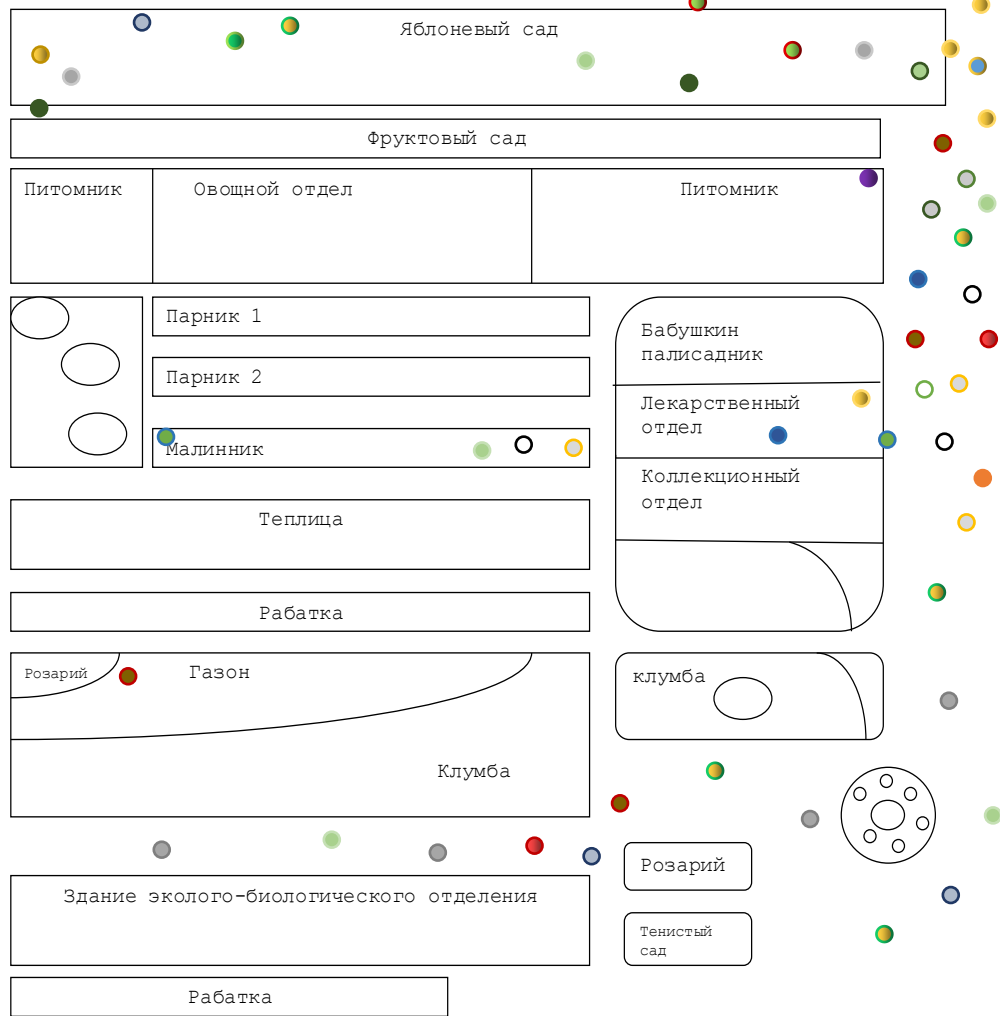 Яблоневый сад
Фруктовый сад
Питомник
Овощной отдел
Питомник
Парник 1
Бабушкин
палисадник
Парник 2
Лекарственный
отдел
Малинник
Коллекционный
отдел
Теплица
Рабатка
Розарий
Газон
клумба
Клумба
Розарий
Здание эколого-биологического отделения
Тенистый
сад
Рабатка